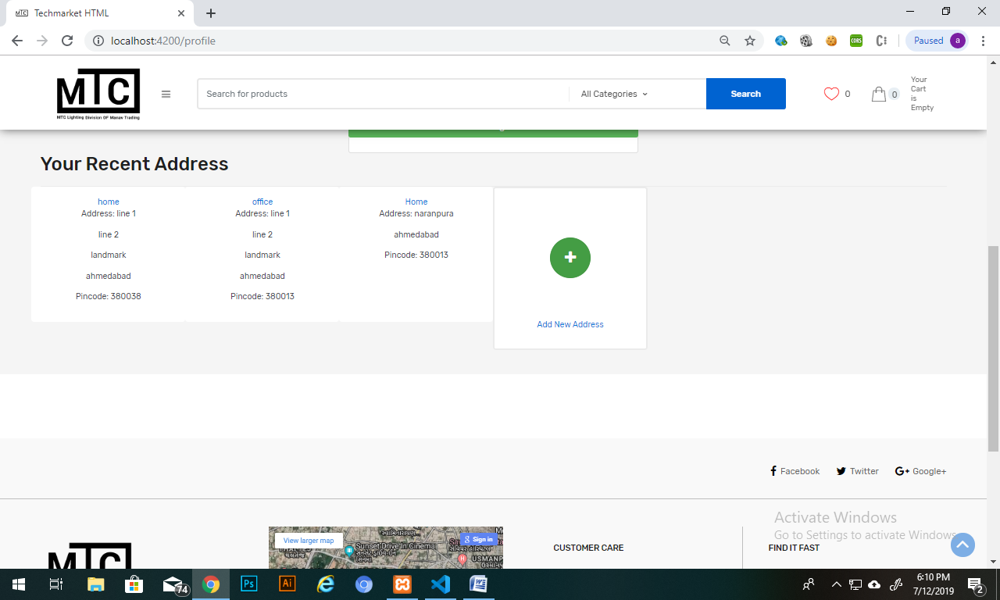 Techmarket HTML
localhost:4200/profile
Paused
a
CORS
MTC
MTC Lighting Division OF Manav Trading
Search for products
All Categories
Search
0
0
Your
Cart
is
Empty
Your Recent Address
home
Address: line 1
line 2
landmark
ahmedabad
Pincode: 380038
office
Address: line 1
line 2
landmark
ahmedabad
Pincode: 380013
Home
Address: naranpura
ahmedabad
Pincode: 380013
Add New Address
Facebook
Twitter
Google+
Activate Windows
Go to Settings to activate Windows.
View larger map
Sign in
Sunset Drive In Cinema
USMANP
CUSTOMER CARE
FIND IT FAST
MTC
74
Ps
Ai
6:10 PM
7/12/2019
2